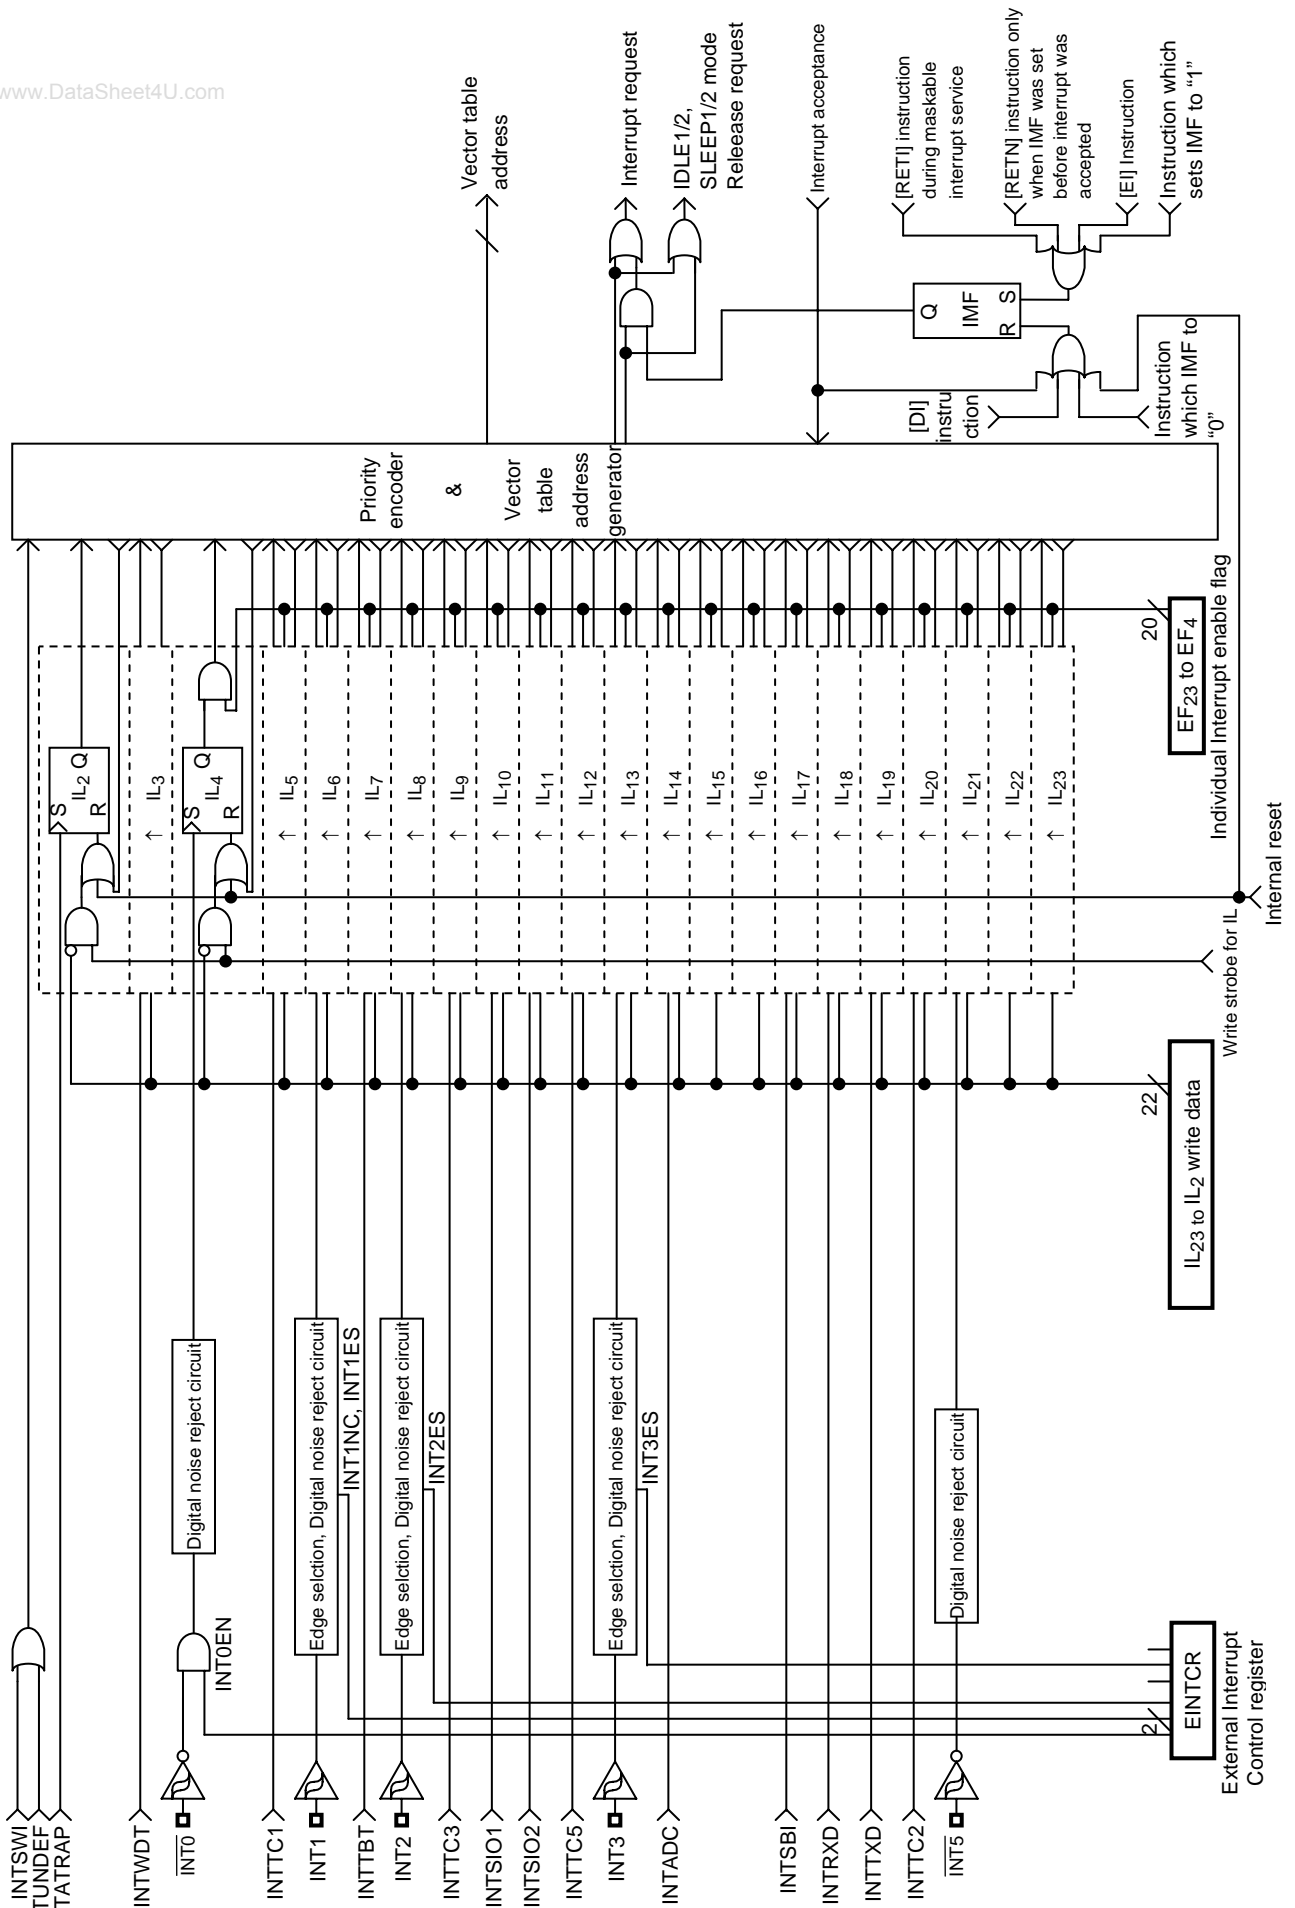 www.DataSheet4U.com
Vector table
address
Interrupt request
IDLE1/2,
SLEEP1/2 mode
Releease request
Interrupt acceptance
[RETI] instruction
during maskable
interrupt service
[RETN] instruction only
when IMF was set
before interrupt was
accepted
[EI] Instruction
Instruction which
sets IMF to “1”
Q
IMF
R
S
[DI]
instru
ction
Instruction
which IMF to
“0”
Priority
encoder
&
Vector
table
address
generator
S
Q
IL2
R
IL3
↑
S
Q
IL4
R
IL5
↑
IL6
↑
IL7
↑
IL8
↑
IL9
↑
IL10
↑
IL11
↑
IL12
↑
IL13
↑
IL14
↑
IL15
↑
IL16
↑
IL17
↑
IL18
↑
IL19
↑
IL20
↑
IL21
↑
IL22
↑
IL23
↑
20
EF23 to EF4
Individual Interrupt enable flag
Internal reset
Write strobe for IL
22
IL23 to IL2 write data
Digital noise reject circuit
Edge selction, Digital noise reject circuit
INT1NC, INT1ES
Edge selction, Digital noise reject circuit
INT2ES
Edge selction, Digital noise reject circuit
INT3ES
Digital noise reject circuit
INT0EN
2
EINTCR
External Interrupt
Control register
INTSWI
TUNDEF
TATRAP
INTWDT
INT0
INTTC1
INT1
INTTBT
INT2
INTTC3
INTSIO1
INTSIO2
INTTC5
INT3
INTADC
INTSBI
INTRXD
INTTXD
INTTC2
INT5